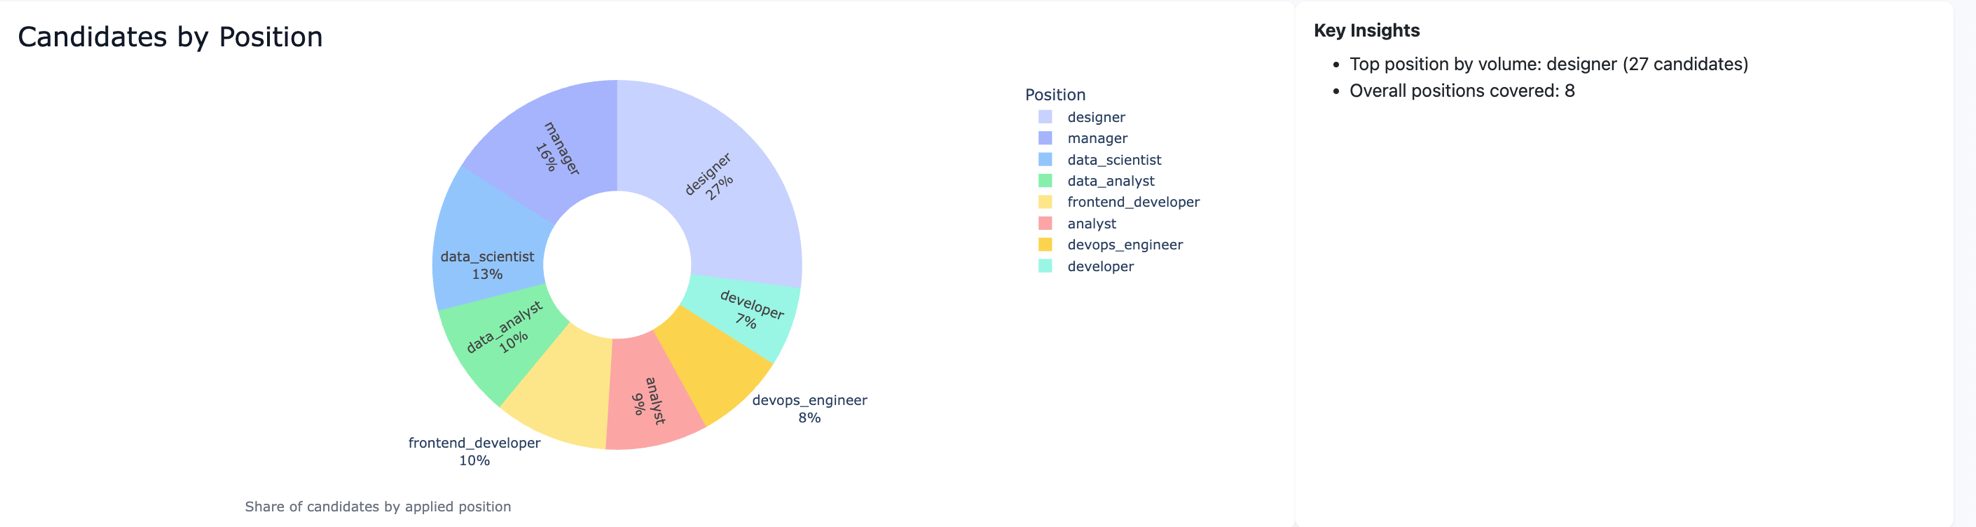 Candidates by Position
manager
16%
designer
27%
data_scientist
13%
data_analyst
10%
developer
7%
analyst
9%
devops_engineer
8%
frontend_developer
10%
Share of candidates by applied position
Position
designer
manager
data_scientist
data_analyst
frontend_developer
analyst
devops_engineer
developer
Key Insights
• Top position by volume: designer (27 candidates)
• Overall positions covered: 8